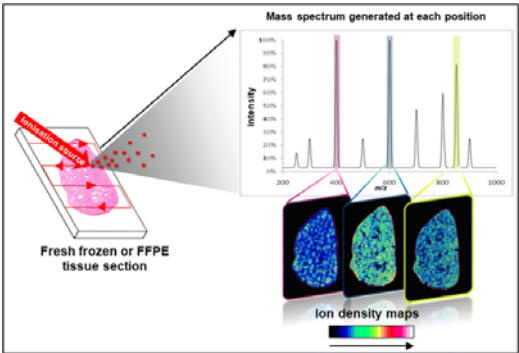 Mass spectrum generated at each position
100%
90%
80%
70%
60%
50%
40%
30%
20%
10%
0%
Intensity
200
400
600
800
1000
m/z
ionisation source
Fresh frozen or FFPE
tissue section
Ion density maps